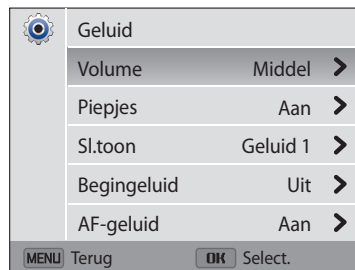 Geluid
Volume Middel
Piepjes Aan
Sl.toon Geluid 1
Begingeluid Uit
AF-geluid Aan
MENU Terug OK Select.